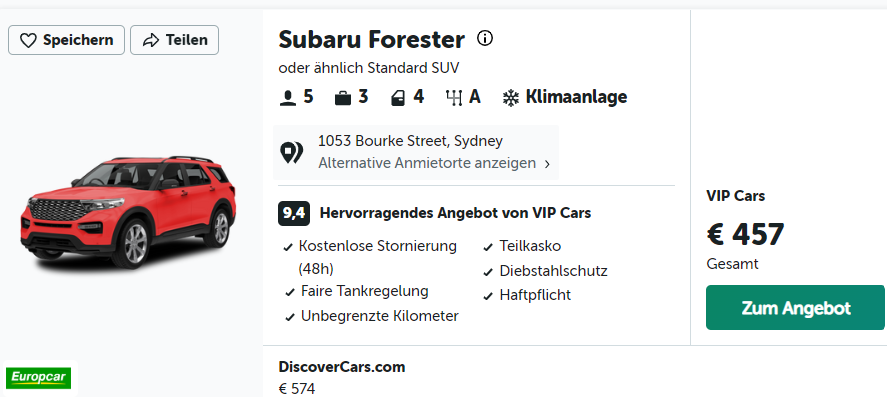 Speichern
Teilen
Subaru Forester
oder ähnlich Standard SUV
5 3 4 A Klimaanlage
1053 Bourke Street, Sydney
Alternative Anmietorte anzeigen
9,4 Hervorragendes Angebot von VIP Cars
Kostenlose Stornierung
(48h)
Faire Tankregelung
Unbegrenzte Kilometer
Teilkasko
Diebstahlschutz
Haftpflicht
VIP Cars
€ 457
Gesamt
Zum Angebot
Europcar
DiscoverCars.com
€ 574